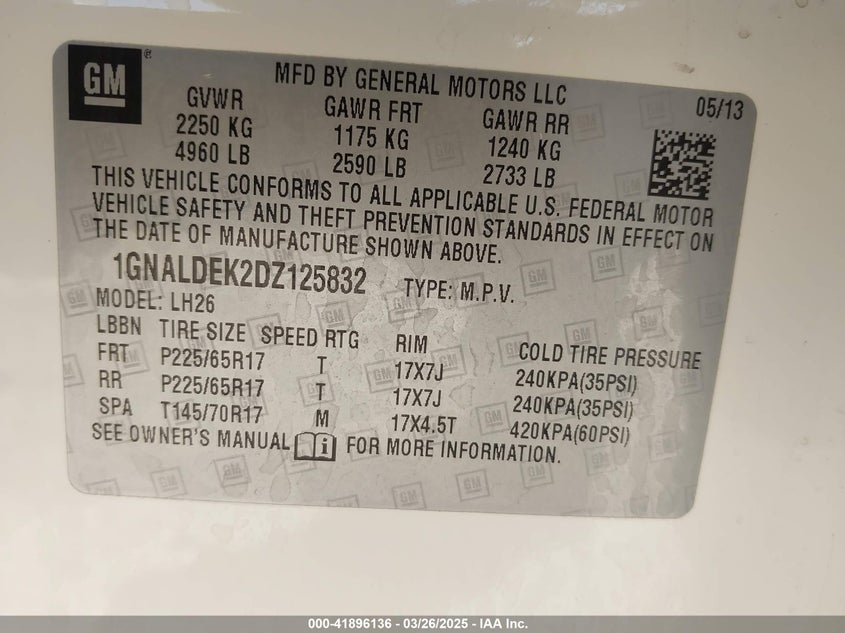 GM®
MFD BY GENERAL MOTORS LLC
05/13
GVWR GAWR FRT GAWR RR
2250 KG 1175 KG 1240 KG
4960 LB 2590 LB 2733 LB
THIS VEHICLE CONFORMS TO ALL APPLICABLE U.S. FEDERAL MOTOR
VEHICLE SAFETY AND THEFT PREVENTION STANDARDS IN EFFECT ON
THE DATE OF MANUFACTURE SHOWN ABOVE.
1GNALDEK2DZ125832 TYPE: M.P.V.
MODEL: LH26
LBBN TIRE SIZE SPEED RTG RIM COLD TIRE PRESSURE
FRT P225/65R17 T 17X7J 240KPA(35PSI)
RR P225/65R17 T 17X7J 240KPA(35PSI)
SPA T145/70R17 M 17X4.5T 420KPA(60PSI)
SEE OWNER'S MANUAL FOR MORE INFORMATION.
000-41896136 - 03/26/2025 - IAA Inc.